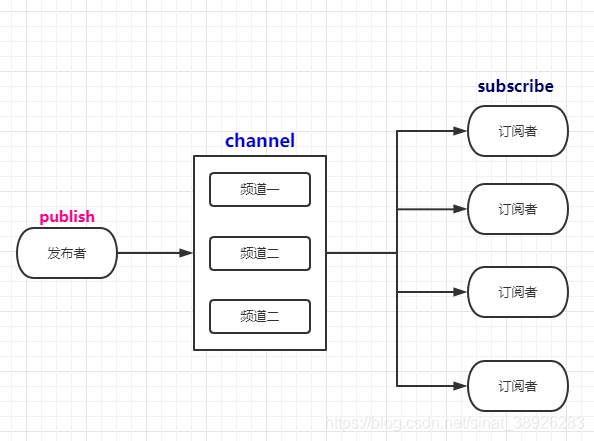 subscribe
订阅者
channel
频道一
订阅者
publish
发布者
频道二
订阅者
频道二
订阅者
https://blog.csdn.net/sinat_38926283